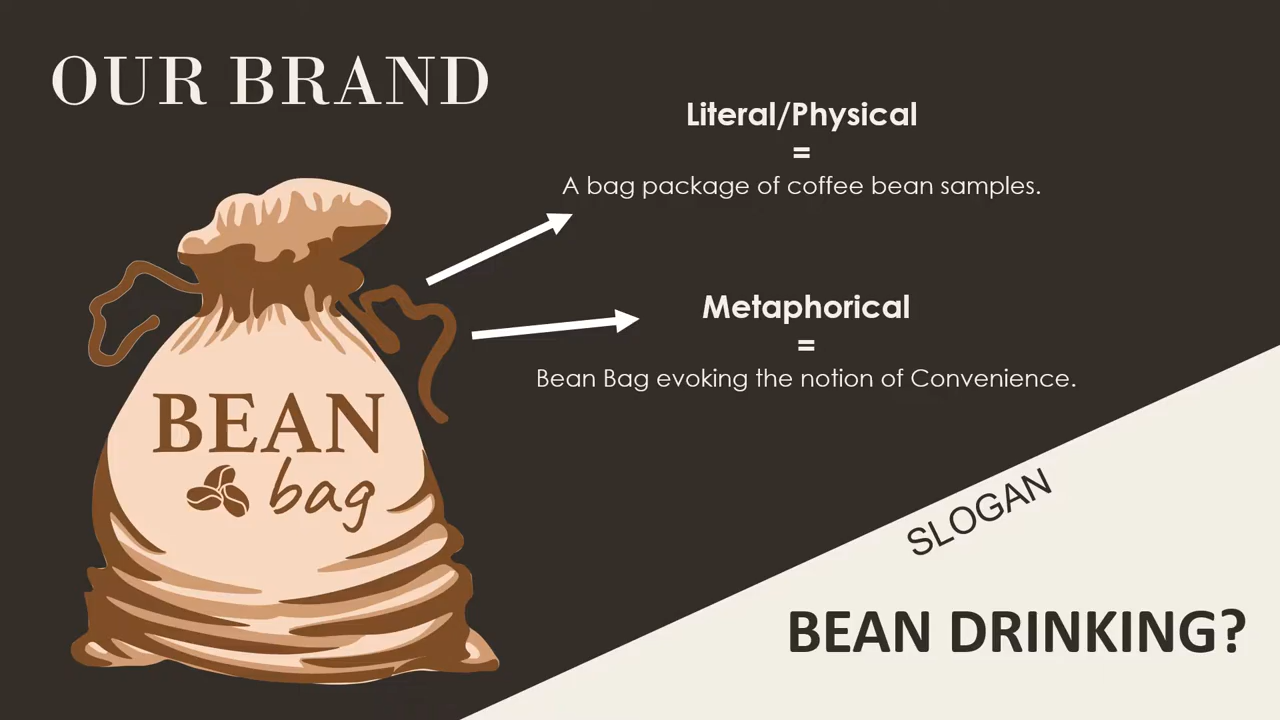 OUR BRAND
Literal/Physical
=
A bag package of coffee bean samples.
Metaphorical
=
Bean Bag evoking the notion of Convenience.
BEAN
bag
SLOGAN
BEAN DRINKING?